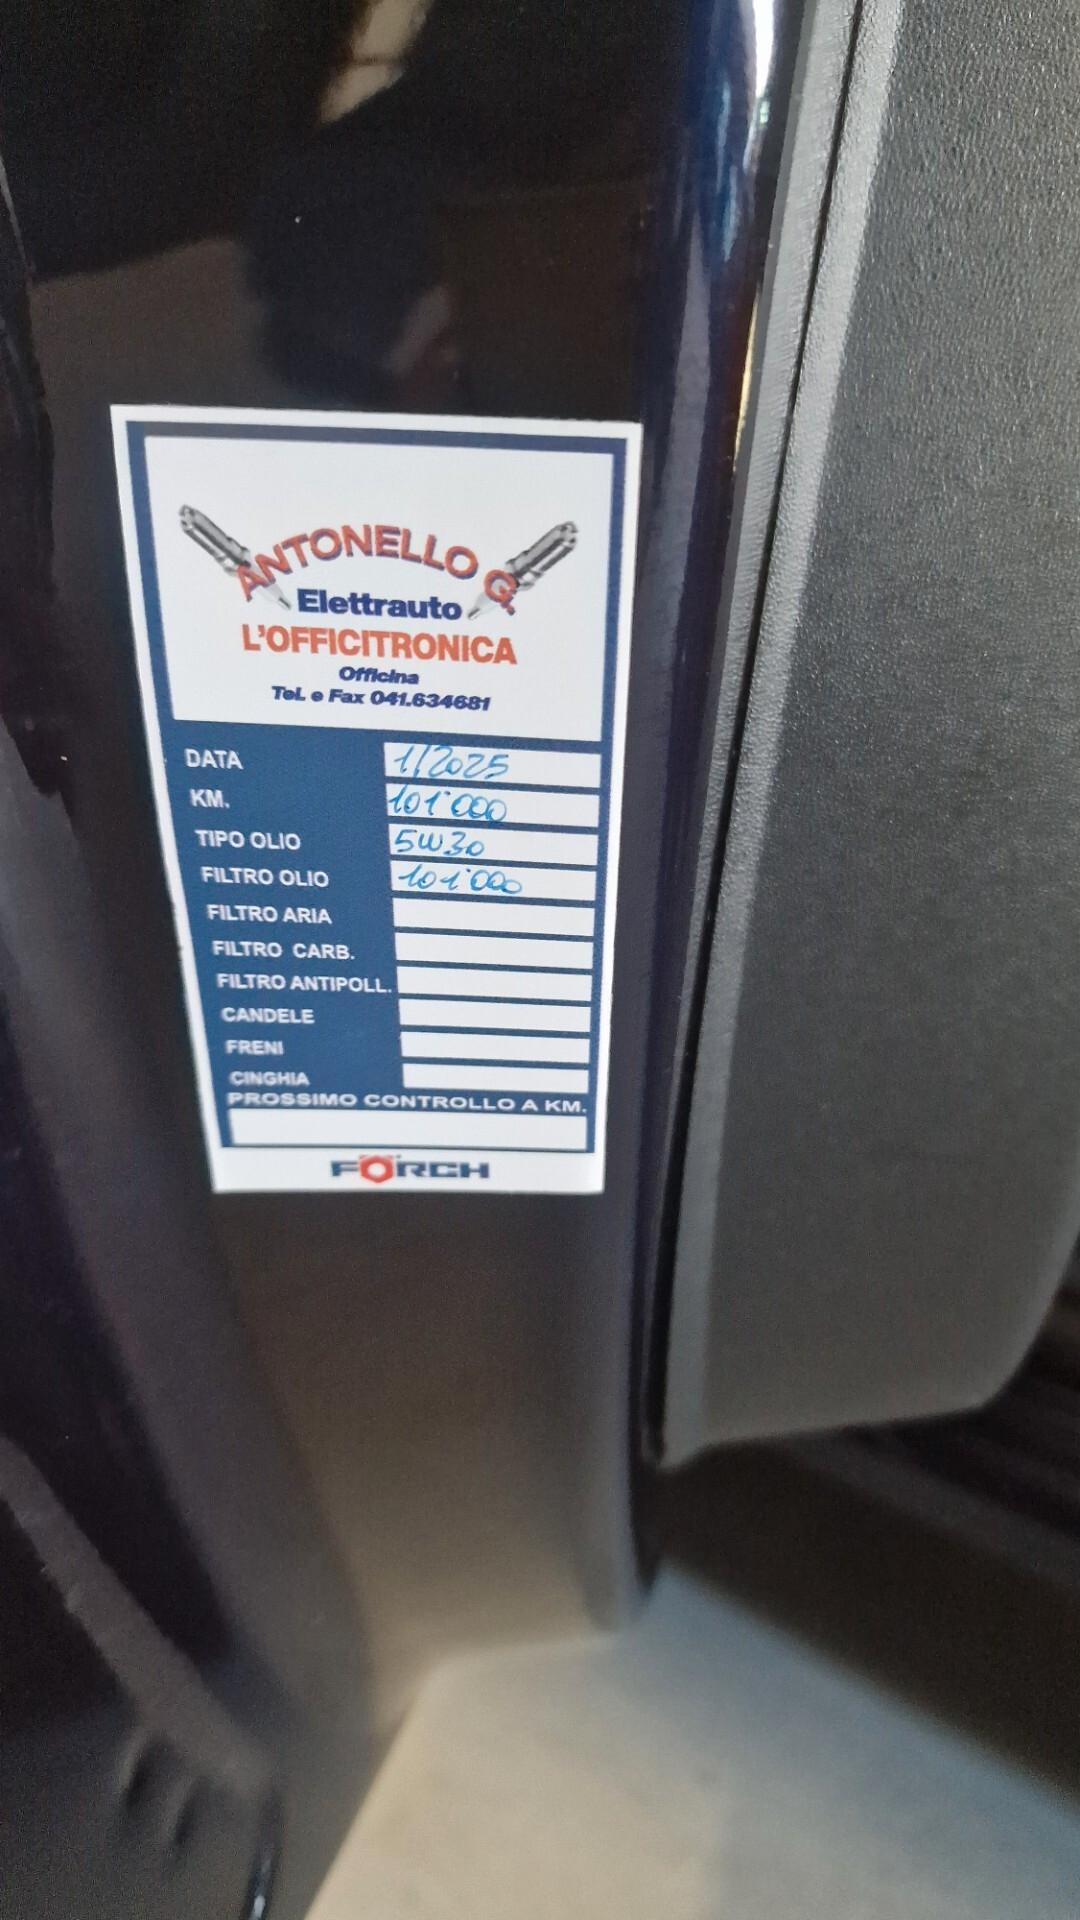 ANTONELLO G.
Elettrauto
L'OFFICITRONICA
Officina
Tel. e Fax 041.634681
DATA 1/2025
KM. 101'000
TIPO OLIO 5W30
FILTRO OLIO 101'000
FILTRO ARIA
FILTRO CARB.
FILTRO ANTIPOLL.
CANDELE
FRENI
CINGHIA
PROSSIMO CONTROLLO A KM.
FÖRCH